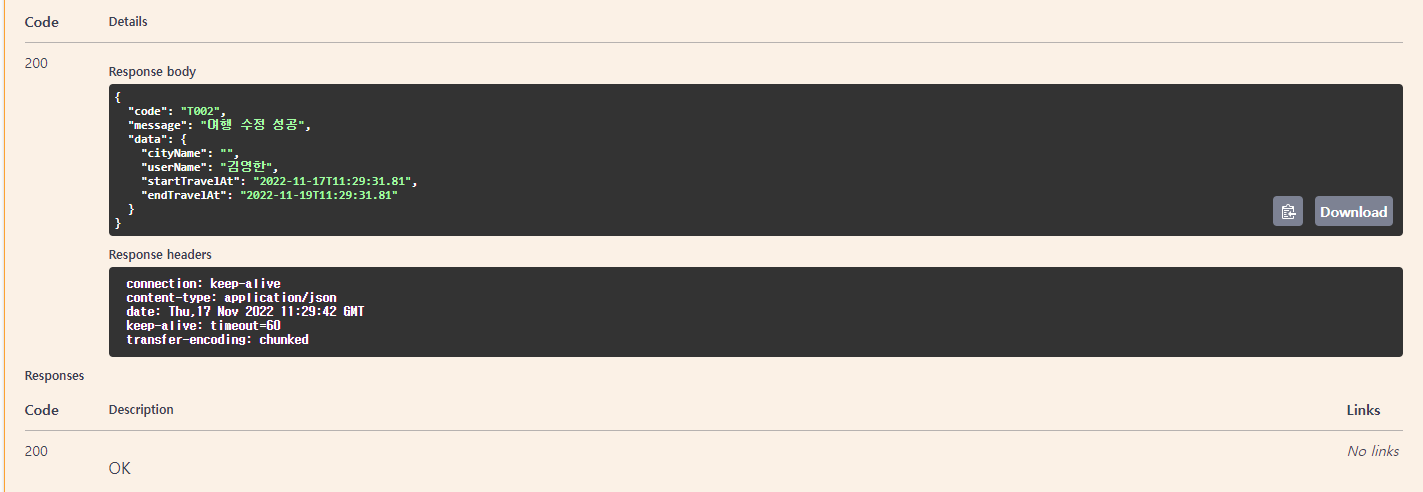 Code Details
200
Response body
{
  "code": "T002",
  "message": "여행 수정 성공",
  "data": {
    "cityName": "",
    "userName": "김영한",
    "startTravelAt": "2022-11-17T11:29:31.81",
    "endTravelAt": "2022-11-19T11:29:31.81"
  }
}
Download
Response headers
connection: keep-alive
content-type: application/json
date: Thu,17 Nov 2022 11:29:42 GMT
keep-alive: timeout=60
transfer-encoding: chunked
Responses
Code Description Links
200 No links
OK